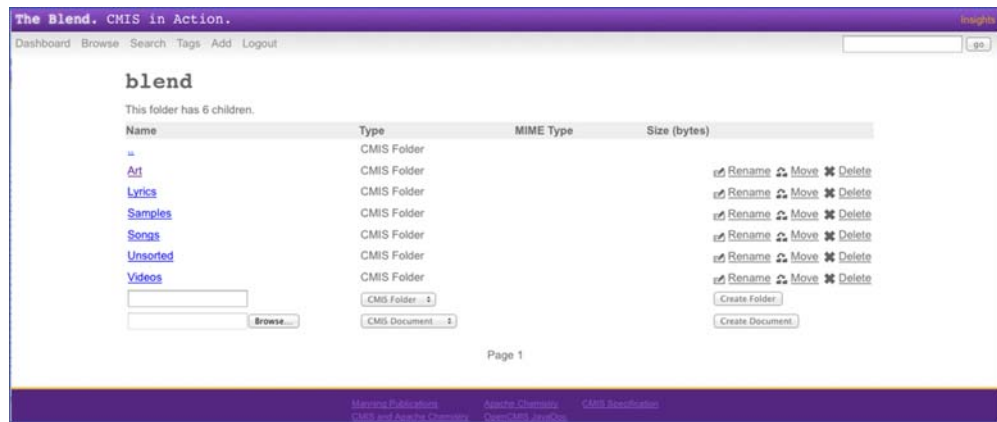 The Blend. CMIS in Action.
Insights
Dashboard Browse Search Tags Add Logout
go
blend
This folder has 6 children.
Name Type MIME Type Size (bytes)
.. CMIS Folder
Art CMIS Folder Rename Move Delete
Lyrics CMIS Folder Rename Move Delete
Samples CMIS Folder Rename Move Delete
Songs CMIS Folder Rename Move Delete
Unsorted CMIS Folder Rename Move Delete
Videos CMIS Folder Rename Move Delete
CMIS Folder Create Folder
Browse... CMIS Document Create Document
Page 1
Manning Publications Apache Chemistry CMIS Specification
CMIS and Apache Chemistry OpenCMIS JavaDoc